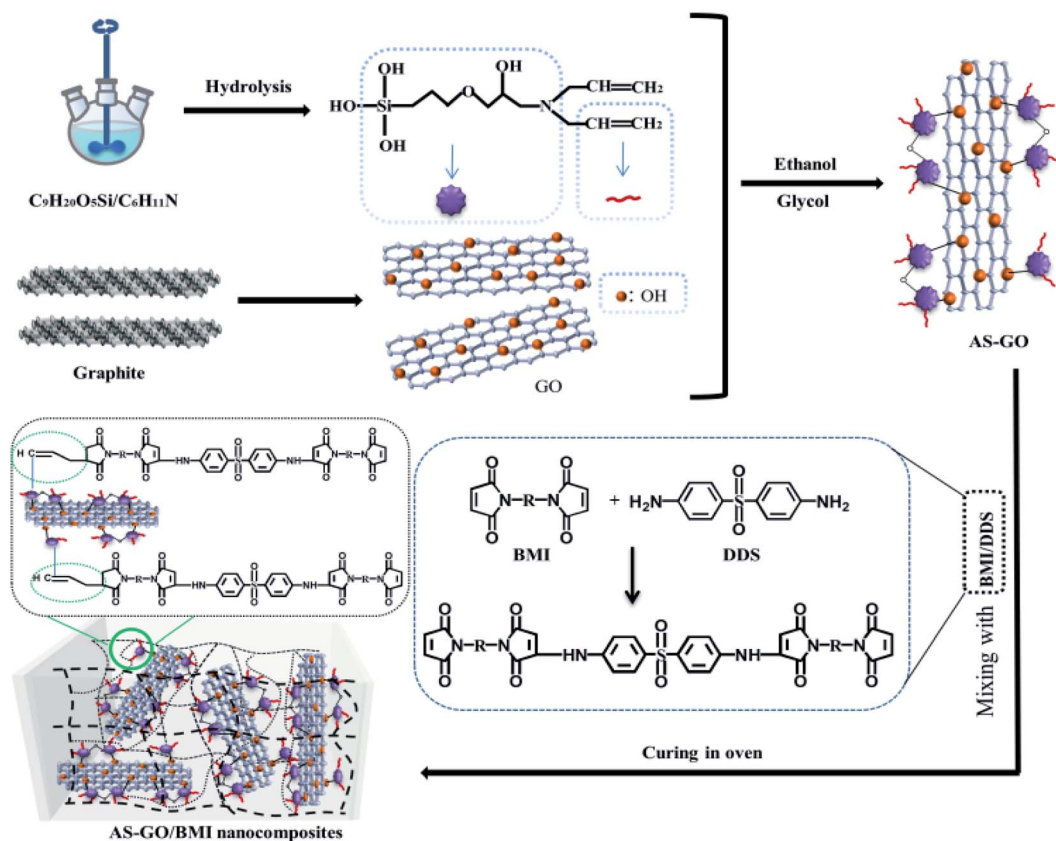 Hydrolysis
C₉H₂₀O₅Si/C₆H₁₁N
OH
HO
Si
OH
O
OH
N
CH
CH₂
CH
CH₂
Ethanol
Glycol
Graphite
: OH
GO
AS-GO
H C
O O O O O O
N R N HN S NH N R N
O O O O
H C
O O O O O O
N R N HN S NH N R N
O O O O
O O
N R N
O O
BMI
+
H₂N S NH₂
O O
DDS
O O O O O O
N R N HN S NH N R N
O O O O
Mixing with BMI/DDS
Curing in oven
AS-GO/BMI nanocomposites